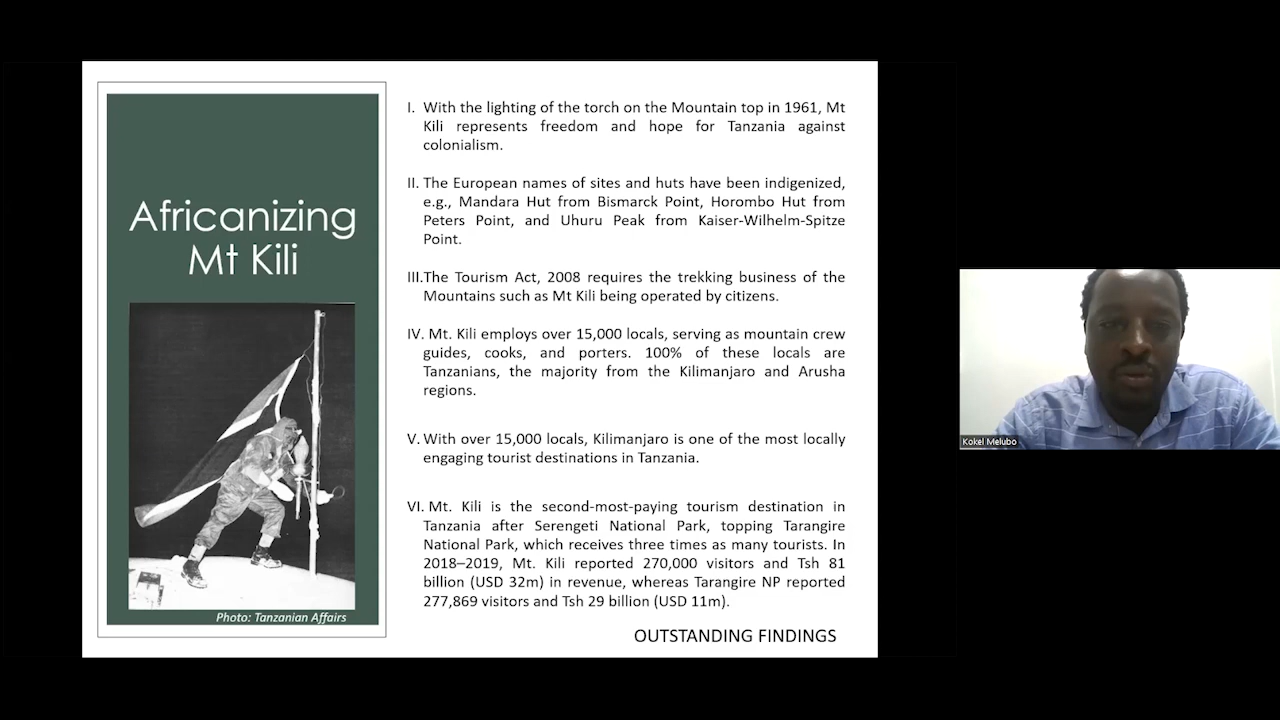 Africanizing
Mt Kili
Photo: Tanzanian Affairs
I. With the lighting of the torch on the Mountain top in 1961, Mt
Kili represents freedom and hope for Tanzania against
colonialism.
II. The European names of sites and huts have been indigenized,
e.g., Mandara Hut from Bismarck Point, Horombo Hut from
Peters Point, and Uhuru Peak from Kaiser-Wilhelm-Spitze
Point.
III.The Tourism Act, 2008 requires the trekking business of the
Mountains such as Mt Kili being operated by citizens.
IV. Mt. Kili employs over 15,000 locals, serving as mountain crew
guides, cooks, and porters. 100% of these locals are
Tanzanians, the majority from the Kilimanjaro and Arusha
regions.
V. With over 15,000 locals, Kilimanjaro is one of the most locally
engaging tourist destinations in Tanzania.
VI. Mt. Kili is the second-most-paying tourism destination in
Tanzania after Serengeti National Park, topping Tarangire
National Park, which receives three times as many tourists. In
2018–2019, Mt. Kili reported 270,000 visitors and Tsh 81
billion (USD 32m) in revenue, whereas Tarangire NP reported
277,869 visitors and Tsh 29 billion (USD 11m).
OUTSTANDING FINDINGS
Kokel Melubo